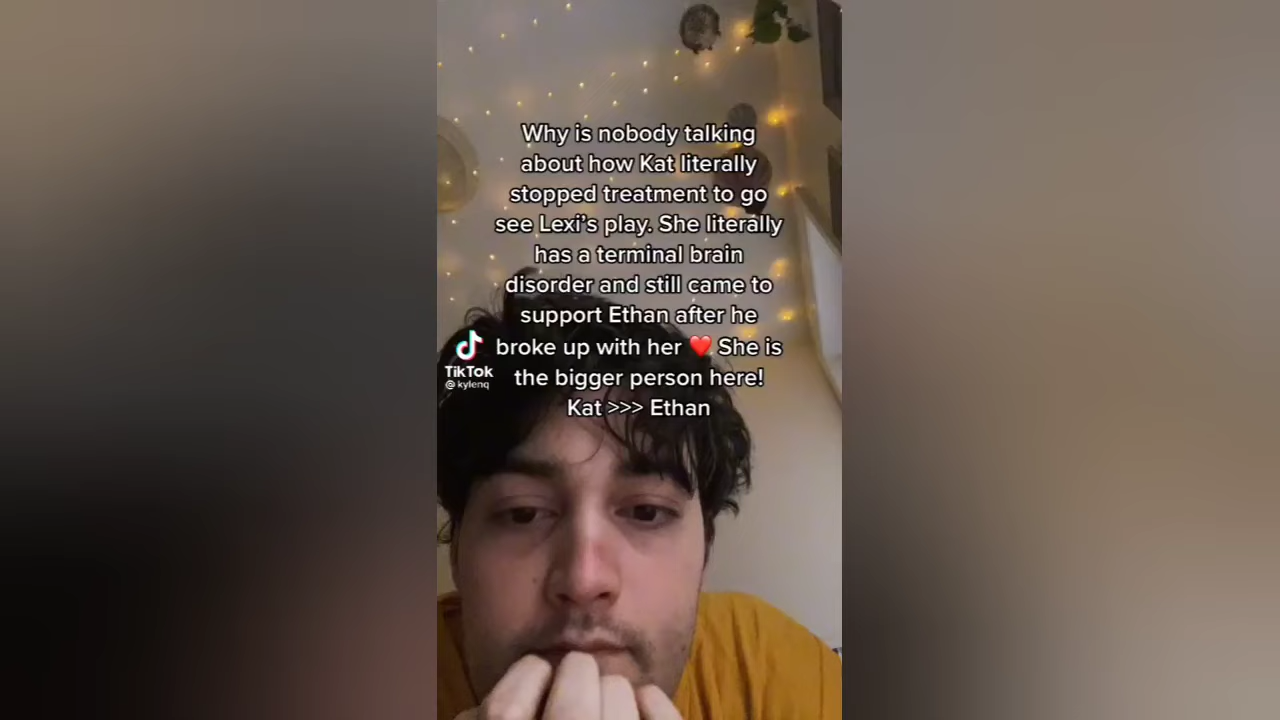 Why is nobody talking
about how Kat literally
stopped treatment to go
see Lexi's play. She literally
has a terminal brain
disorder and still came to
support Ethan after he
broke up with her ❤️ She is
the bigger person here!
Kat >>> Ethan
TikTok
@kylenq